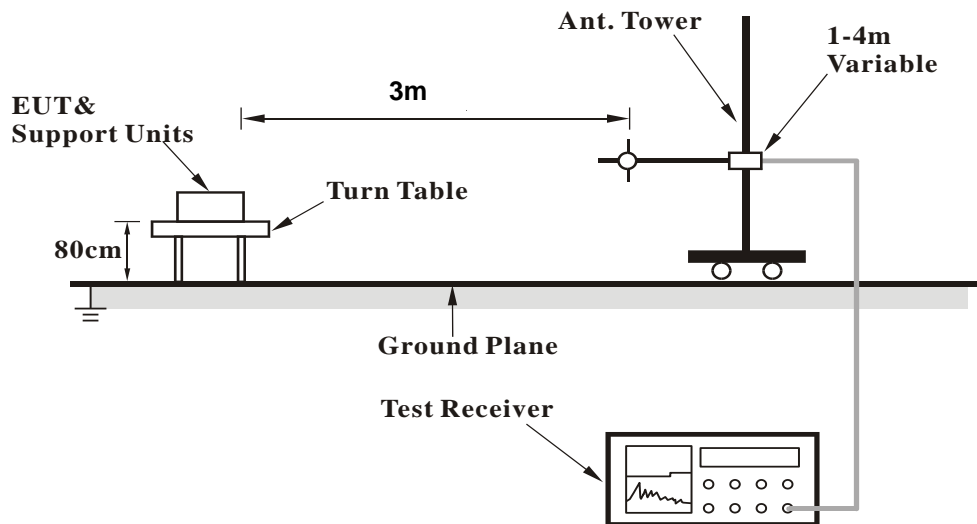 Ant. Tower
1-4m
Variable
3m
EUT&
Support Units
Turn Table
80cm
Ground Plane
Test Receiver